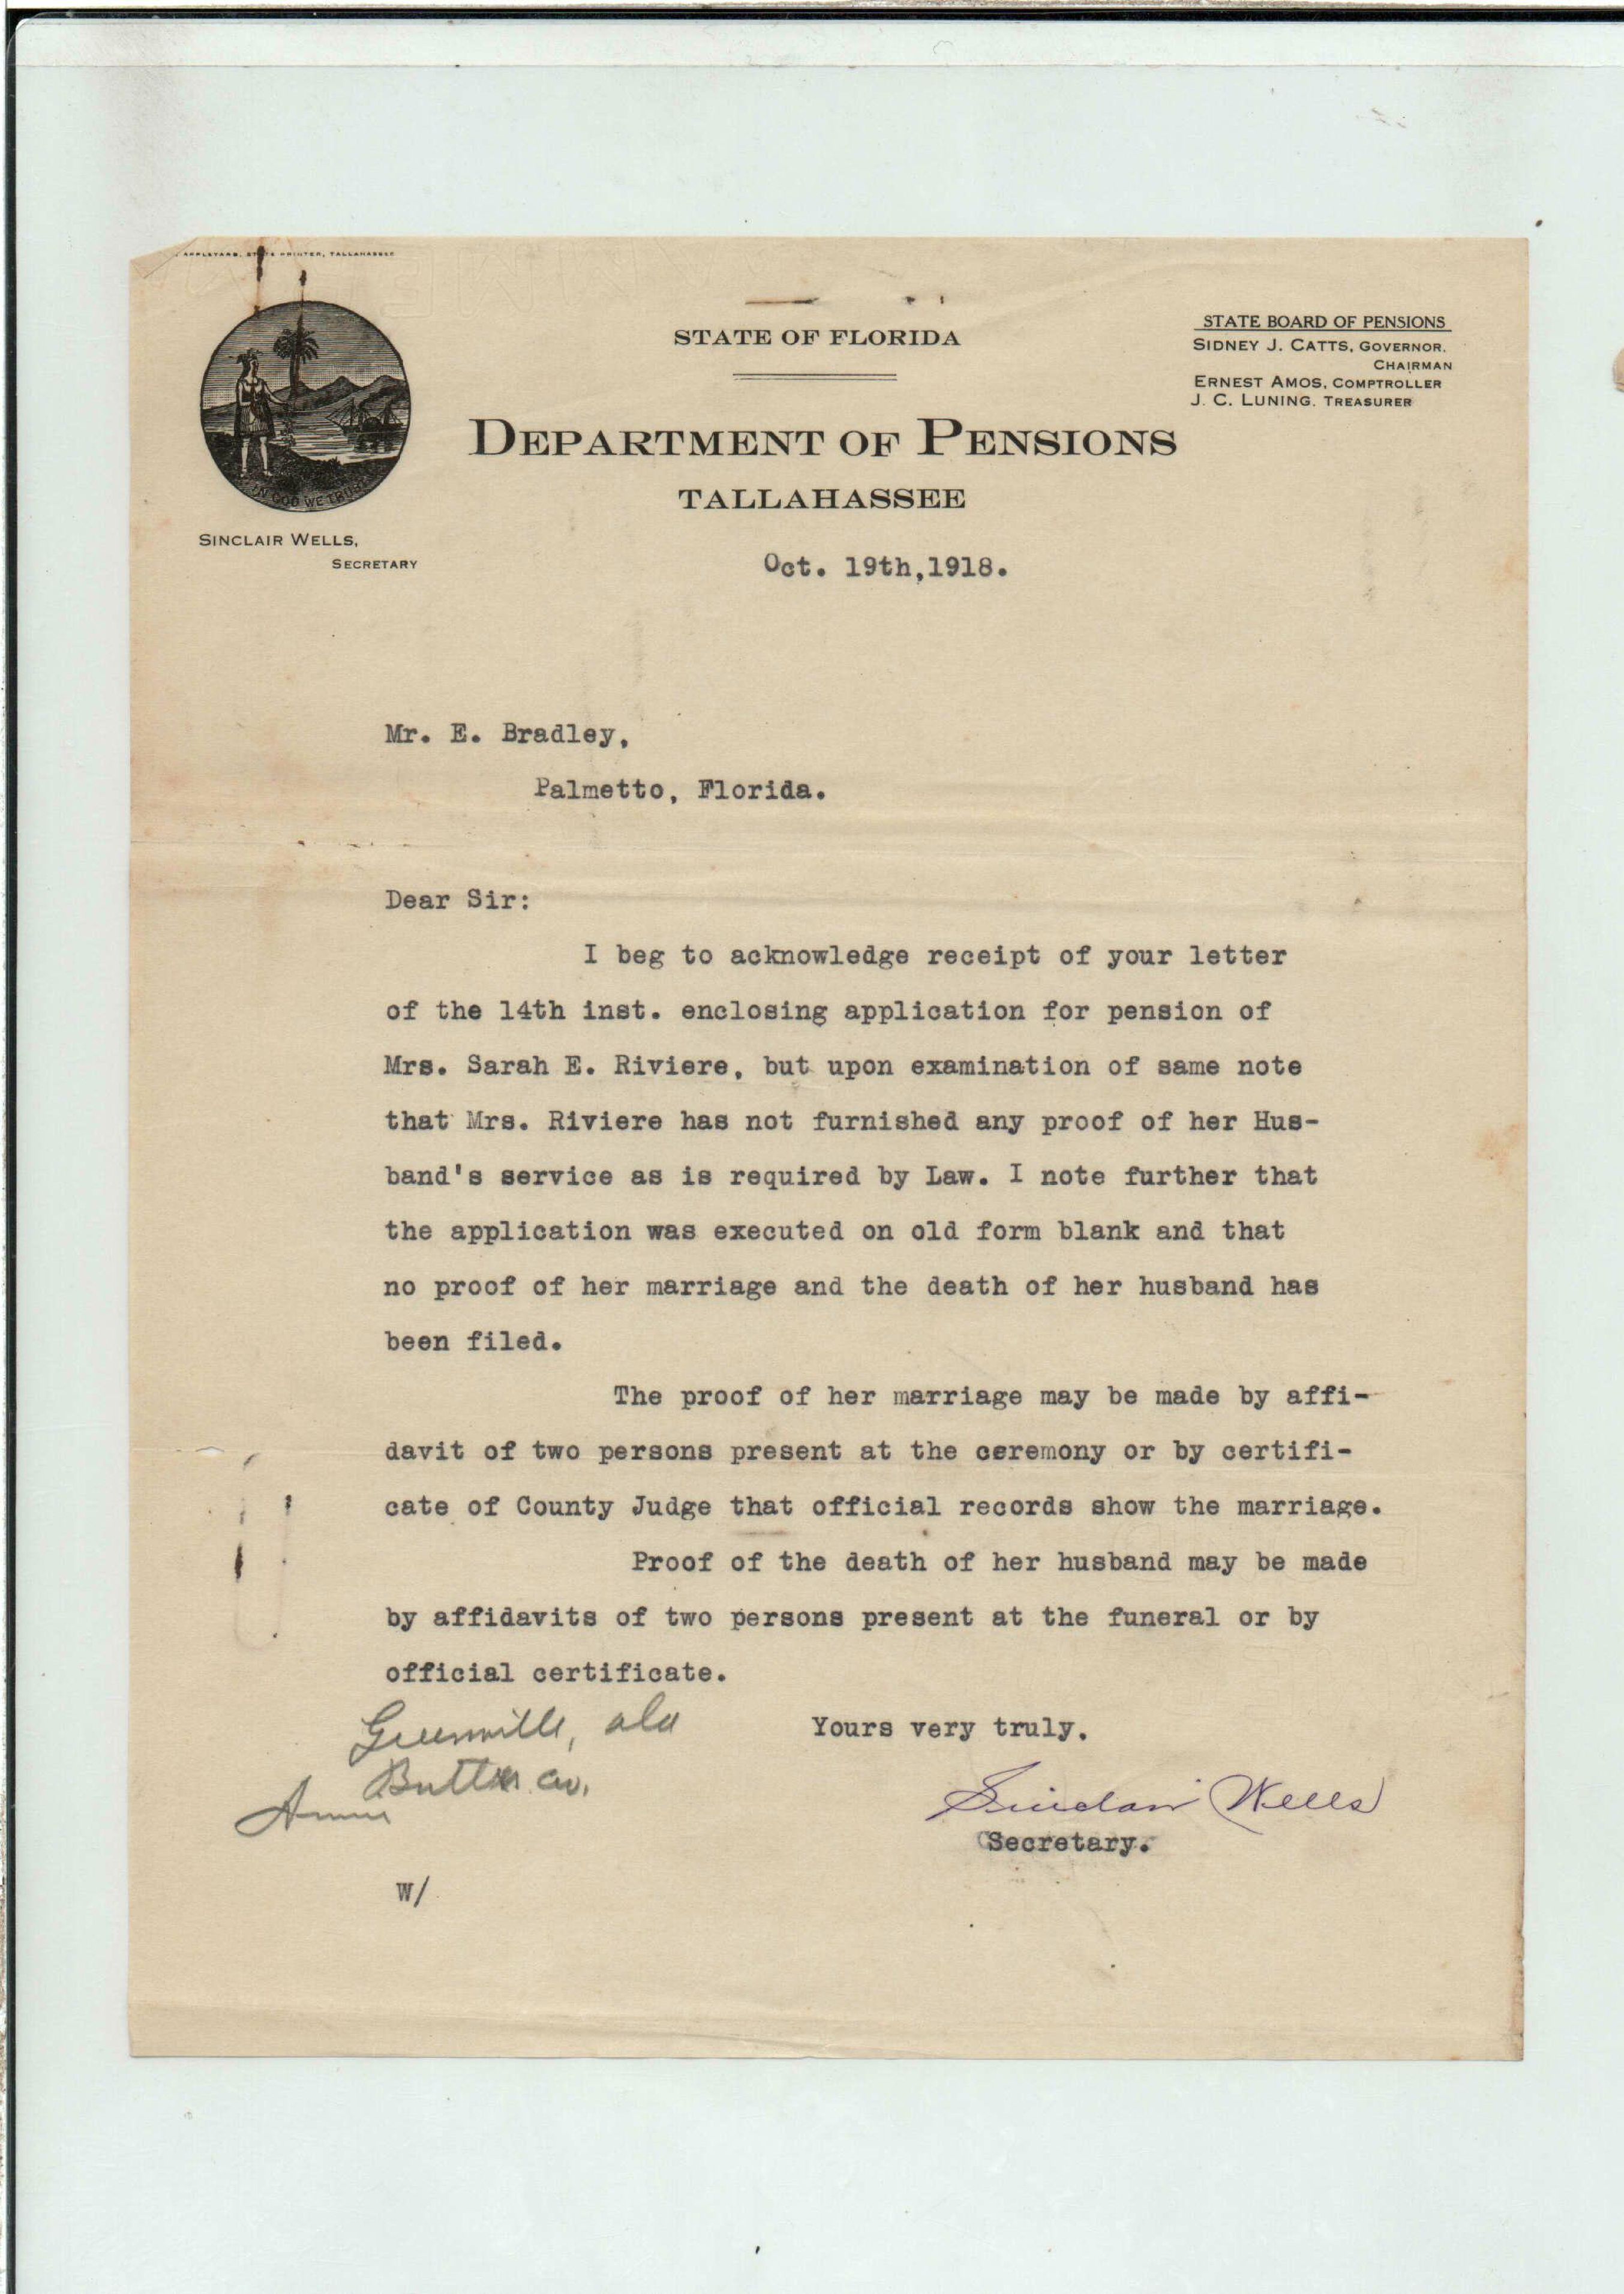 APPLEYARD, STATE PRINTER, TALLAHASSEE
STATE OF FLORIDA
DEPARTMENT OF PENSIONS
TALLAHASSEE
STATE BOARD OF PENSIONS
SIDNEY J. CATTS, GOVERNOR,
CHAIRMAN
ERNEST AMOS, COMPTROLLER
J. C. LUNING, TREASURER
IN GOD WE TRUST
SINCLAIR WELLS,
SECRETARY
Oct. 19th,1918.
Mr. E. Bradley,
Palmetto, Florida.
Dear Sir:
I beg to acknowledge receipt of your letter
of the 14th inst. enclosing application for pension of
Mrs. Sarah E. Riviere, but upon examination of same note
that Mrs. Riviere has not furnished any proof of her Hus-
band's service as is required by Law. I note further that
the application was executed on old form blank and that
no proof of her marriage and the death of her husband has
been filed.
The proof of her marriage may be made by affi-
davit of two persons present at the ceremony or by certifi-
cate of County Judge that official records show the marriage.
Proof of the death of her husband may be made
by affidavits of two persons present at the funeral or by
official certificate.
Greenville, ala
Butler co.
Yours very truly.
Sinclair Wells
Secretary.
W/